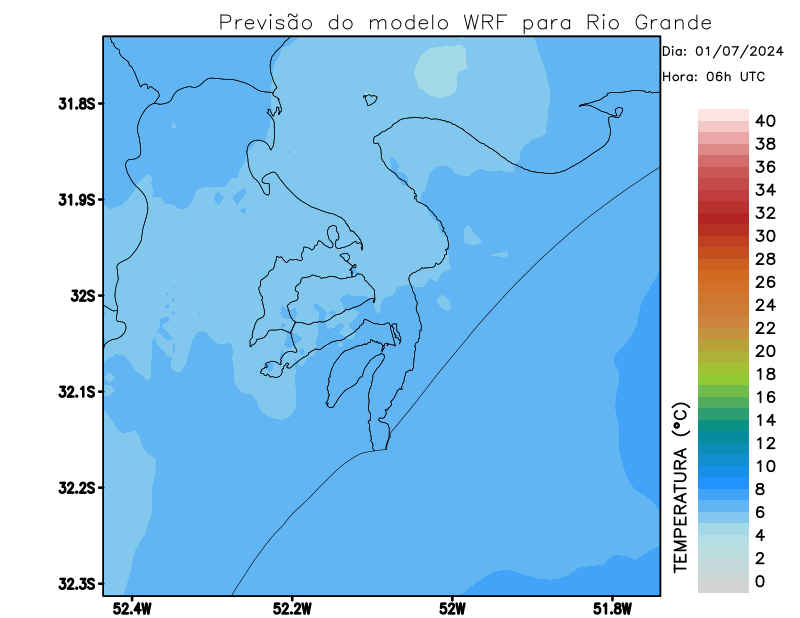 Previsão do modelo WRF para Rio Grande
Dia: 01/07/2024
Hora: 06h UTC
31.8S
31.9S
32S
32.1S
32.2S
32.3S
52.4W
52.2W
52W
51.8W
TEMPERATURA (°C)
40
38
36
34
32
30
28
26
24
22
20
18
16
14
12
10
8
6
4
2
0